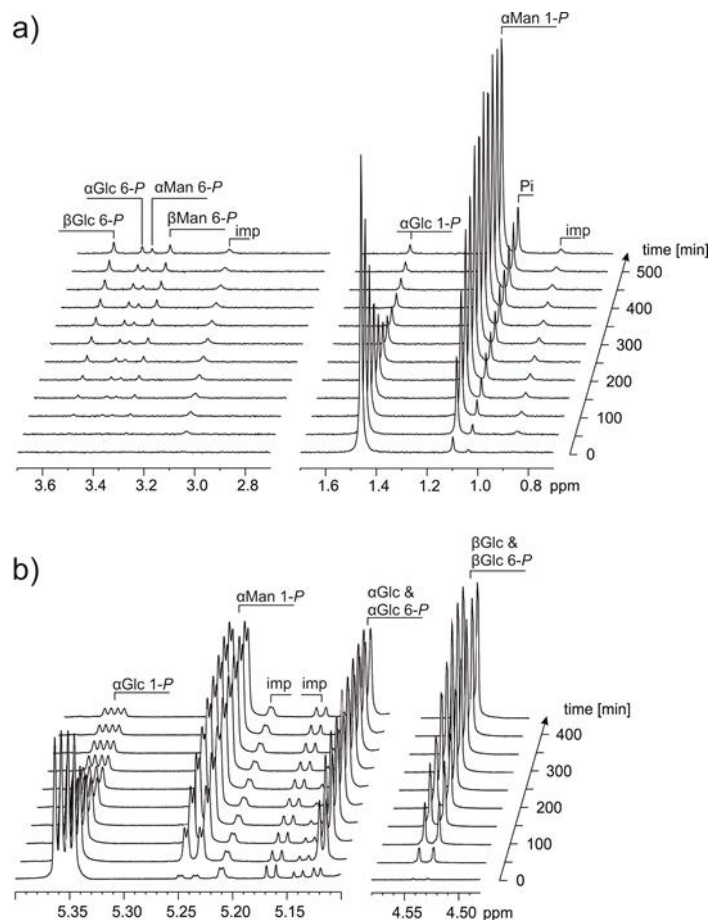 a)
αMan 1-P
αGlc 6-P
αMan 6-P
Pi
βGlc 6-P
βMan 6-P
imp
αGlc 1-P
imp
time [min]
500
400
300
200
100
0
3.6 3.4 3.2 3.0 2.8 1.6 1.4 1.2 1.0 ppm 0.8
b)
βGlc &
βGlc 6-P
αMan 1-P
αGlc &
αGlc 6-P
αGlc 1-P
imp imp
time [min]
400
300
200
100
0
5.35 5.30 5.25 5.20 5.15 4.55 4.50 ppm